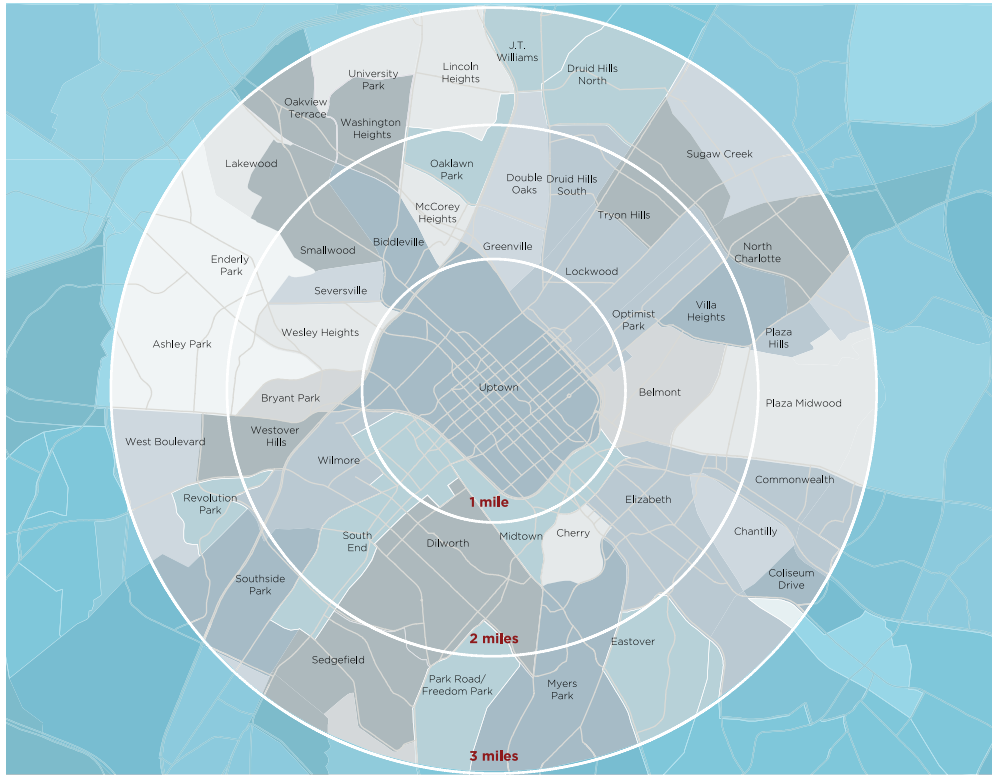 J.T.
Williams
Druid Hills
North
University
Park
Lincoln
Heights
Oakview
Terrace
Washington
Heights
Sugaw Creek
Lakewood
Oaklawn
Park
Double
Oaks
Druid Hills
South
McCorey
Heights
Tryon Hills
Biddleville
Smallwood
Greenville
North
Charlotte
Enderly
Park
Lockwood
Seversville
Villa
Heights
Optimist
Park
Wesley Heights
Plaza
Hills
Ashley Park
Uptown
Belmont
Bryant Park
Plaza Midwood
West Boulevard
Westover
Hills
Wilmore
Commonwealth
Revolution
Park
1 mile
Elizabeth
South
End
Dilworth
Midtown
Cherry
Chantilly
Southside
Park
Coliseum
Drive
2 miles
Eastover
Sedgefield
Park Road/
Freedom Park
Myers
Park
3 miles